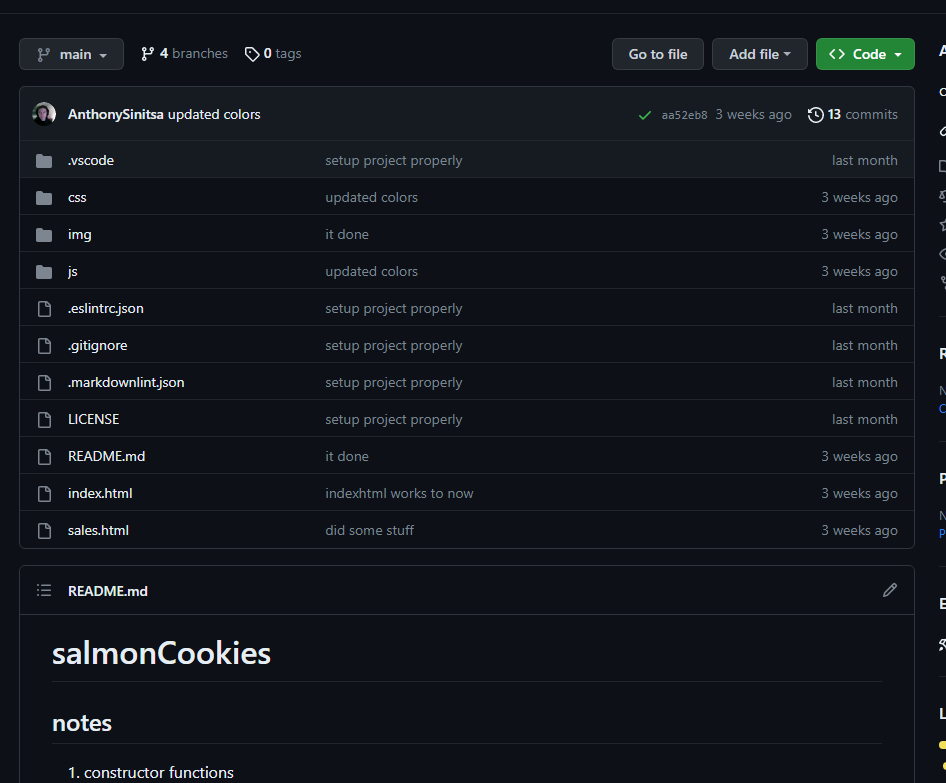 main 4 branches 0 tags Go to file Add file Code
AnthonySinitsa updated colors aa52eb8 3 weeks ago 13 commits
.vscode setup project properly last month
css updated colors 3 weeks ago
img it done 3 weeks ago
js updated colors 3 weeks ago
.eslintrc.json setup project properly last month
.gitignore setup project properly last month
.markdownlint.json setup project properly last month
LICENSE setup project properly last month
README.md it done 3 weeks ago
index.html indexhtml works to now 3 weeks ago
sales.html did some stuff 3 weeks ago
README.md
salmonCookies
notes
1. constructor functions